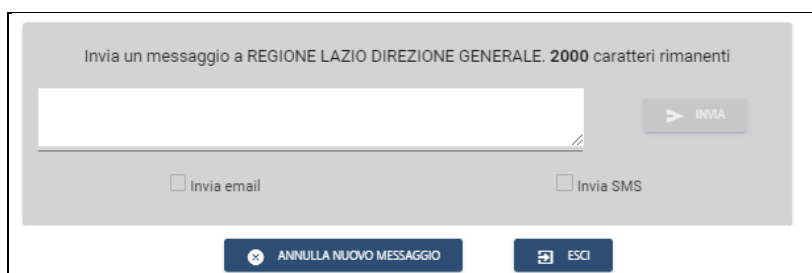 Invia un messaggio a REGIONE LAZIO DIREZIONE GENERALE. 2000 caratteri rimanenti
INVIA
Invia email Invia SMS
ANNULLA NUOVO MESSAGGIO ESCI